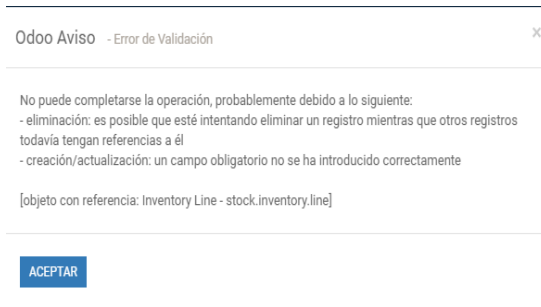 Odoo Aviso - Error de Validación
×
No puede completarse la operación, probablemente debido a lo siguiente:
- eliminación: es posible que esté intentando eliminar un registro mientras que otros registros
todavía tengan referencias a él
- creación/actualización: un campo obligatorio no se ha introducido correctamente
[objeto con referencia: Inventory Line - stock.inventory.line]
ACEPTAR